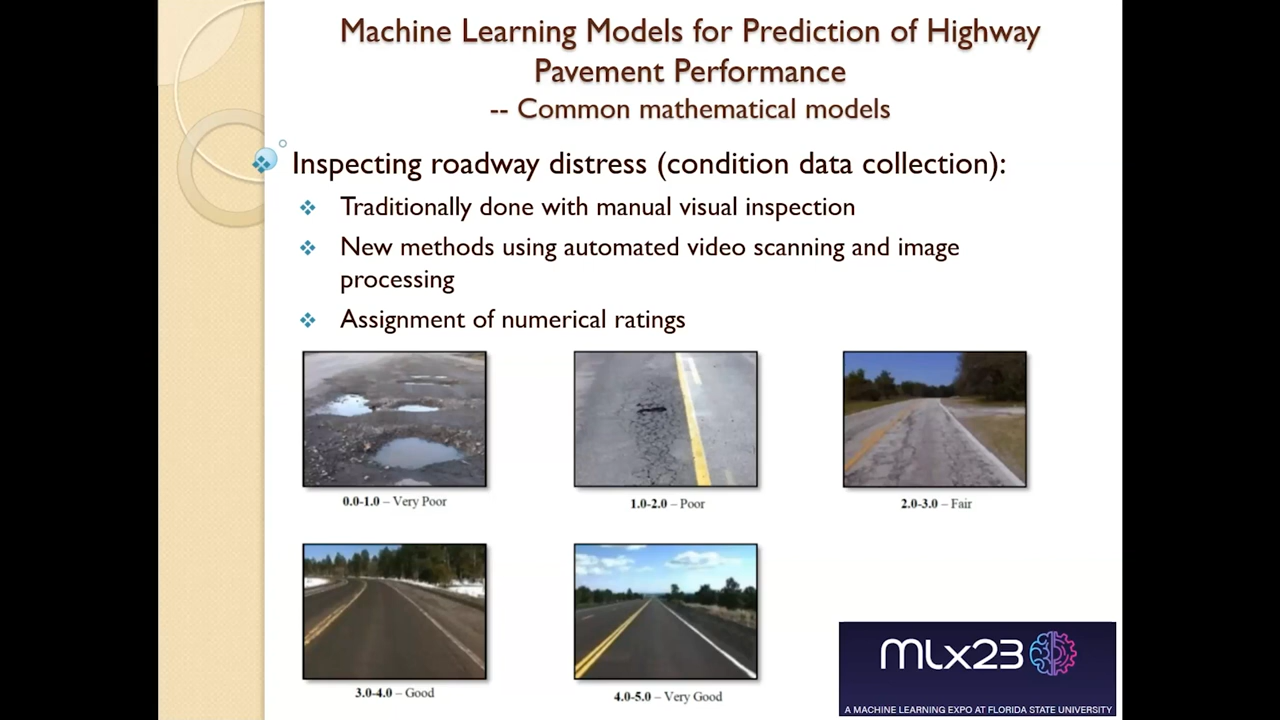 Machine Learning Models for Prediction of Highway
Pavement Performance
-- Common mathematical models
Inspecting roadway distress (condition data collection):
Traditionally done with manual visual inspection
New methods using automated video scanning and image
processing
Assignment of numerical ratings
0.0-1.0 – Very Poor
1.0-2.0 – Poor
2.0-3.0 – Fair
3.0-4.0 – Good
4.0-5.0 – Very Good
MLx23
A MACHINE LEARNING EXPO AT FLORIDA STATE UNIVERSITY